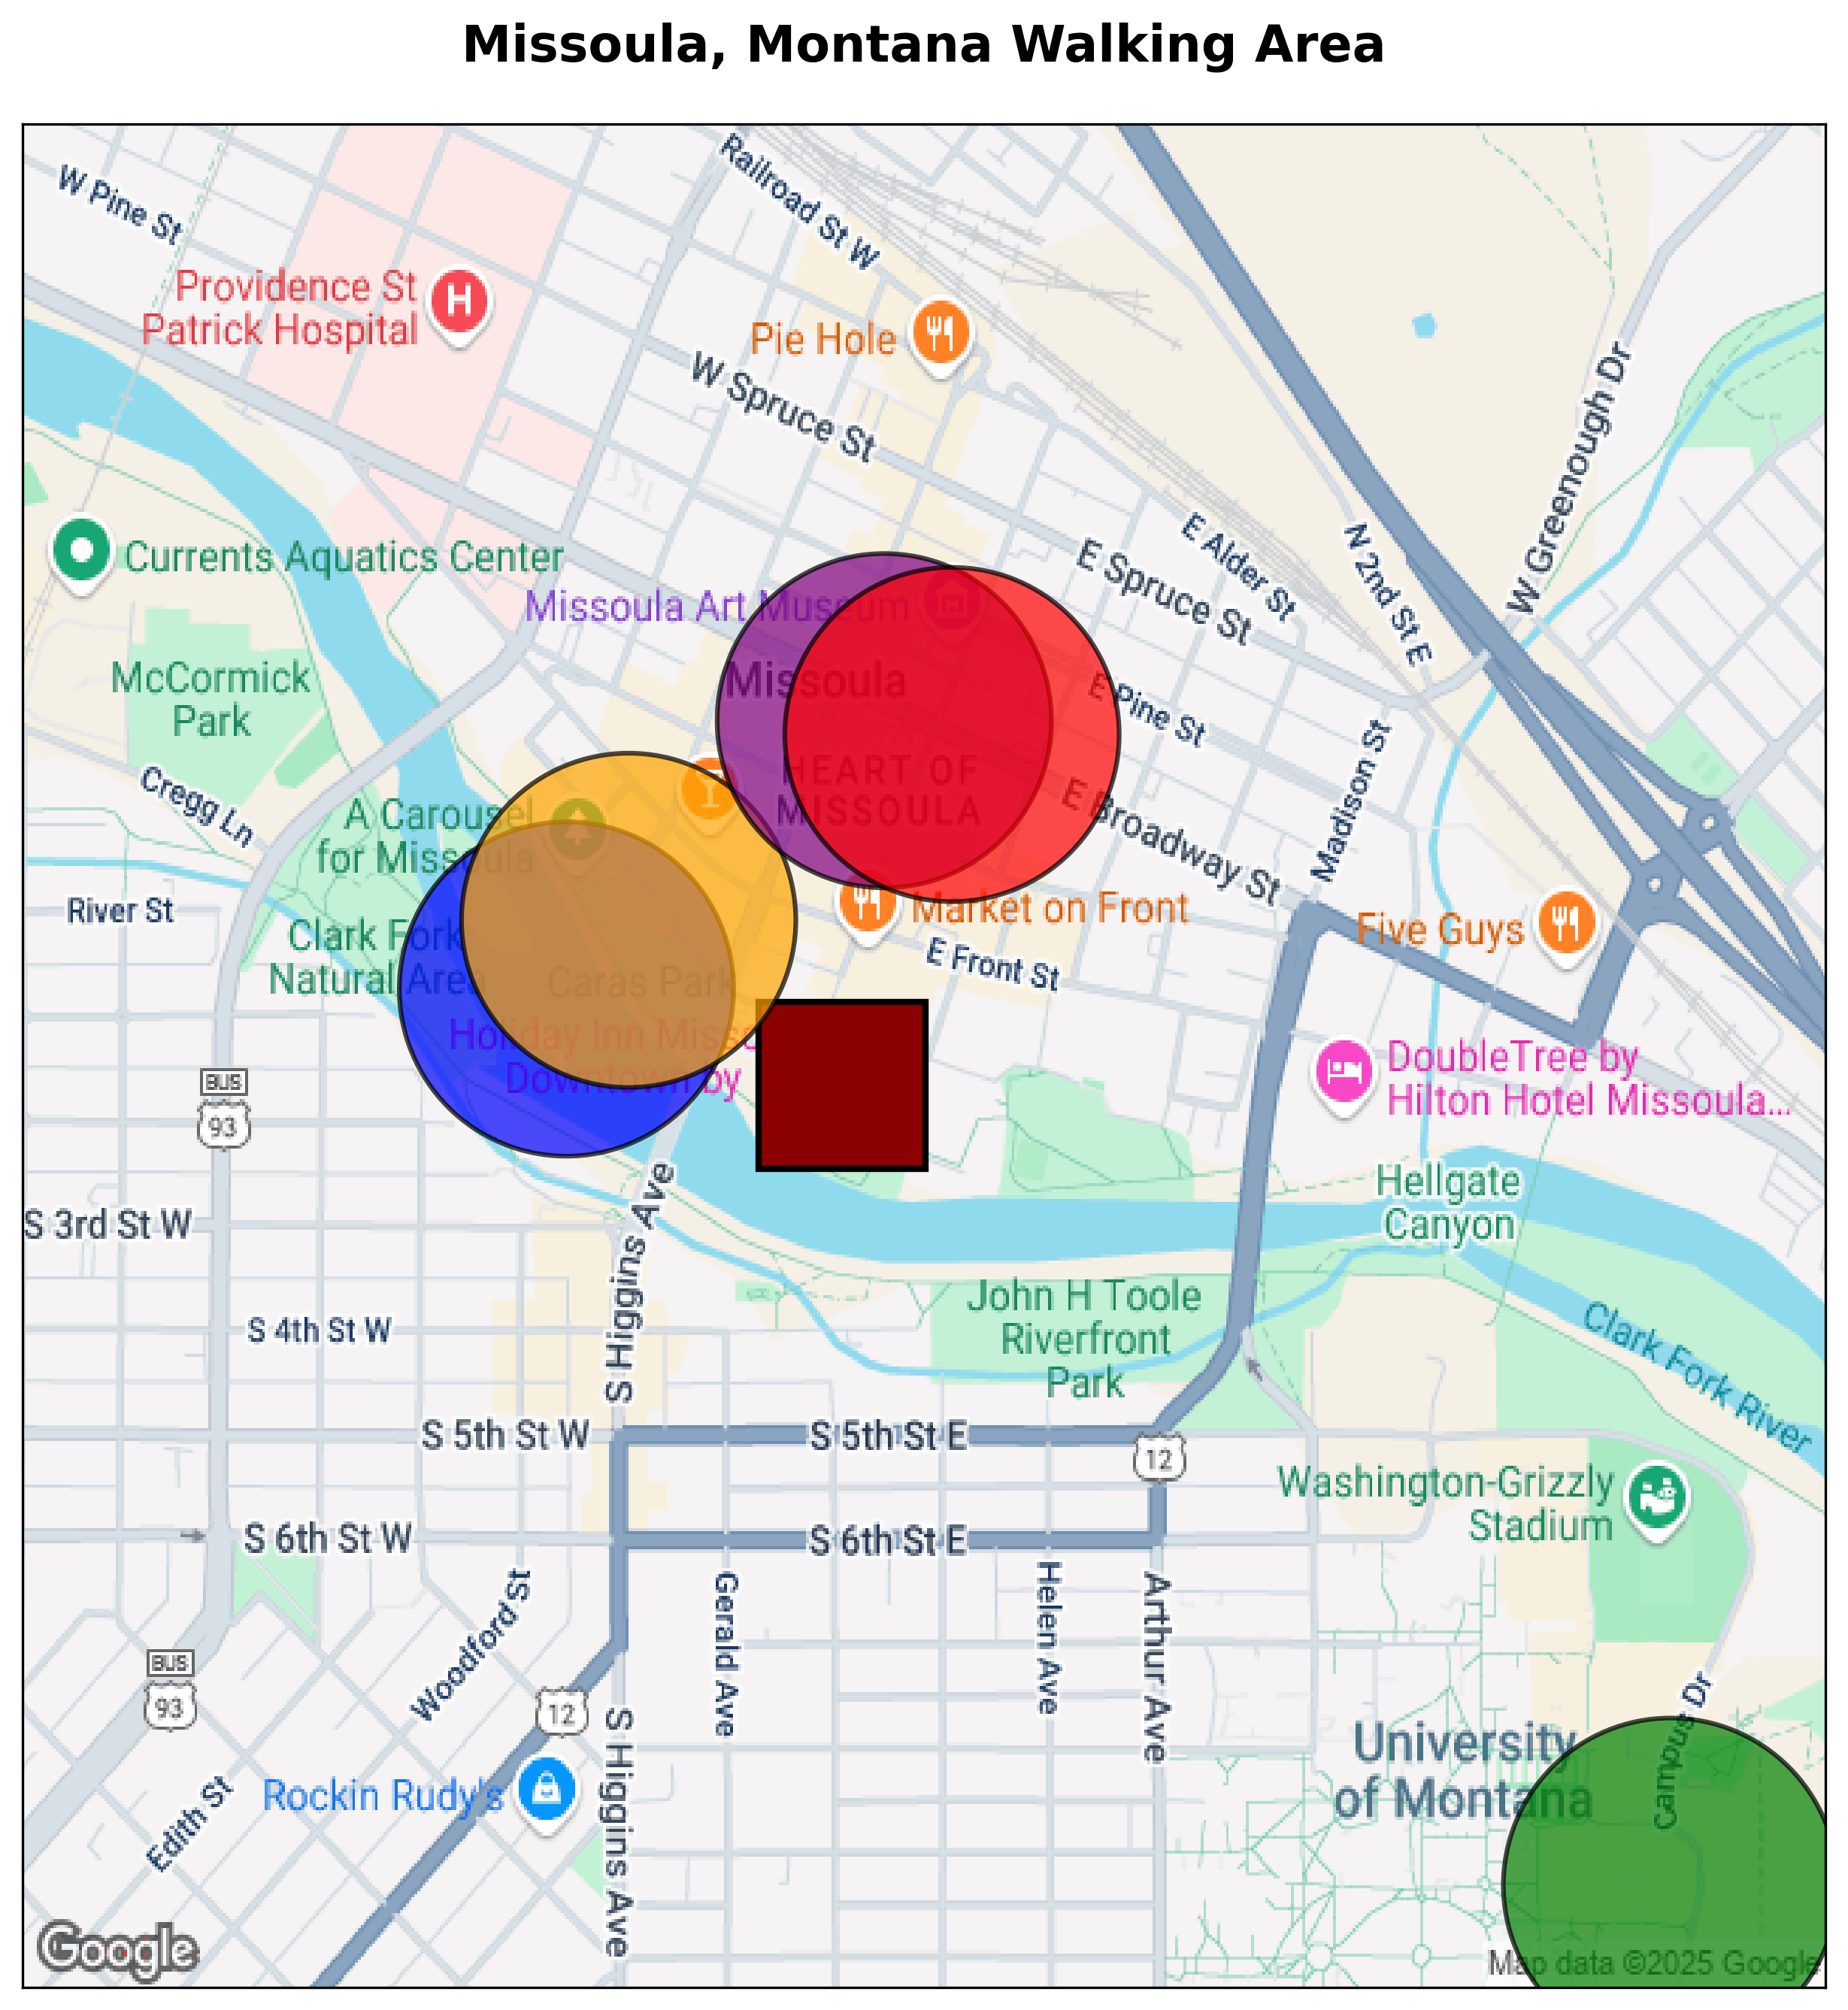 Missoula, Montana Walking Area
Railroad St W
W Pine St
Providence St
Patrick Hospital
H
Pie Hole
W Spruce St
W Greenough Dr
Currents Aquatics Center
E Spruce St
E Alder St
N 2nd St E
Missoula Art Museum
McCormick
Park
Missoula
E Pine St
Madison St
Cregg Ln
HEART OF
MISSOULA
E Broadway St
A Carousel
for Missoula
River St
Clark Fork
Natural Area
Market on Front
Five Guys
E Front St
Caras Park
Holiday Inn Misso
Downtown by
BUS
93
DoubleTree by
Hilton Hotel Missoula...
Hellgate
Canyon
S 3rd St W
S Higgins Ave
John H Toole
Riverfront
Park
S 4th St W
Clark Fork River
S 5th St W
S 5th St E
12
Washington-Grizzly
Stadium
S 6th St W
S 6th St E
Woodford St
Gerald Ave
Helen Ave
Arthur Ave
BUS
93
12
Campus Dr
University
of Montana
Rockin Rudy's
Edith St
S Higgins Ave
Google
Map data ©2025 Google